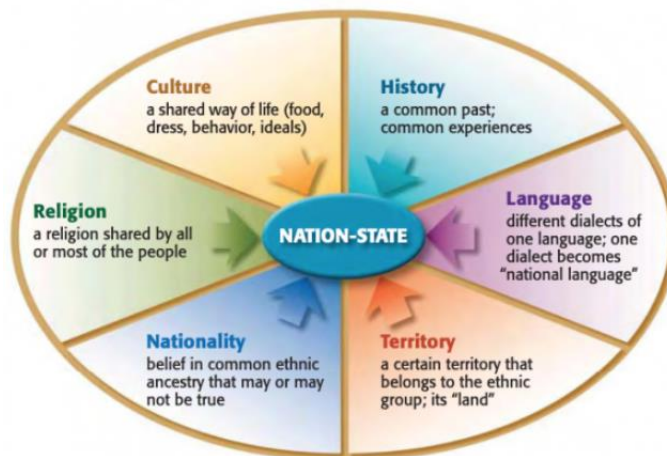 Culture
a shared way of life (food,
dress, behavior, ideals)
History
a common past;
common experiences
Religion
a religion shared by all
or most of the people
NATION-STATE
Language
different dialects of
one language; one
dialect becomes
"national language"
Nationality
belief in common ethnic
ancestry that may or may
not be true
Territory
a certain territory that
belongs to the ethnic
group; its "land"